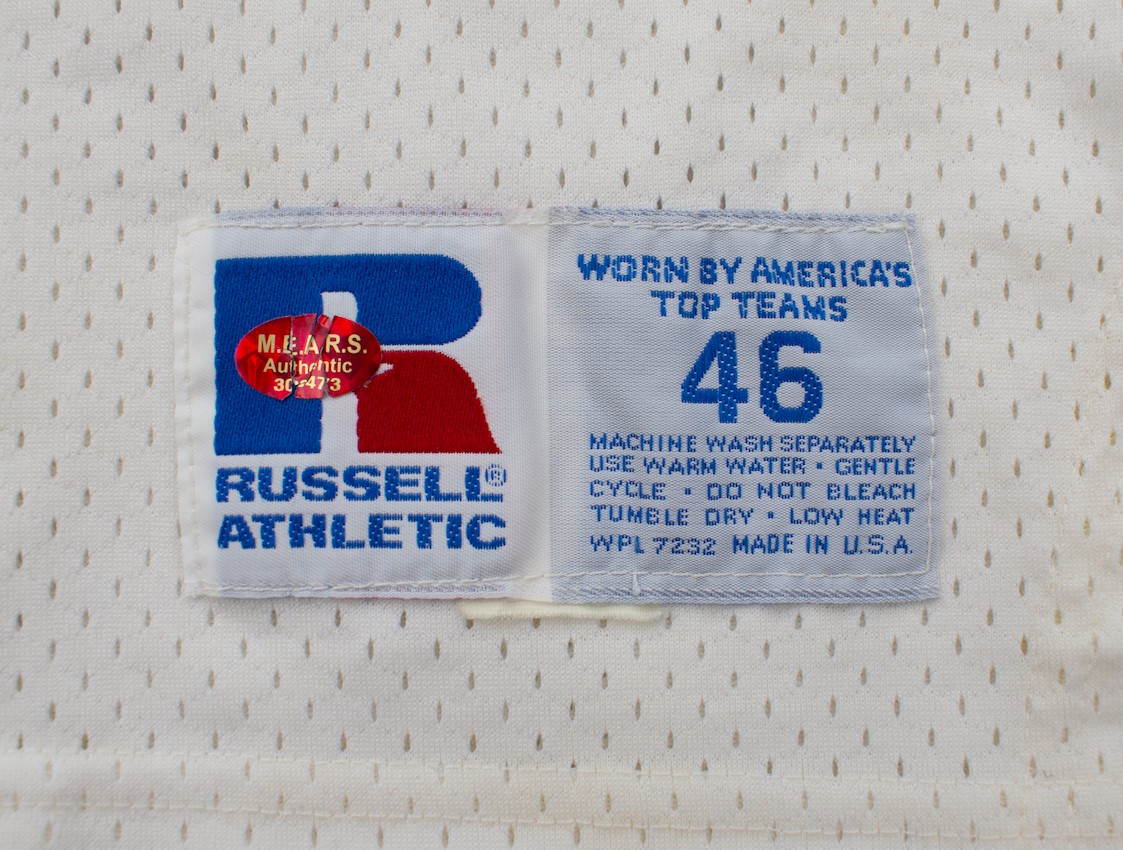 M.E.A.R.S.
Authentic
RUSSELL®
ATHLETIC
WORN BY AMERICA'S
TOP TEAMS
46
MACHINE WASH SEPARATELY
USE WARM WATER • GENTLE
CYCLE • DO NOT BLEACH
TUMBLE DRY • LOW HEAT
WPL 7232 MADE IN U.S.A.